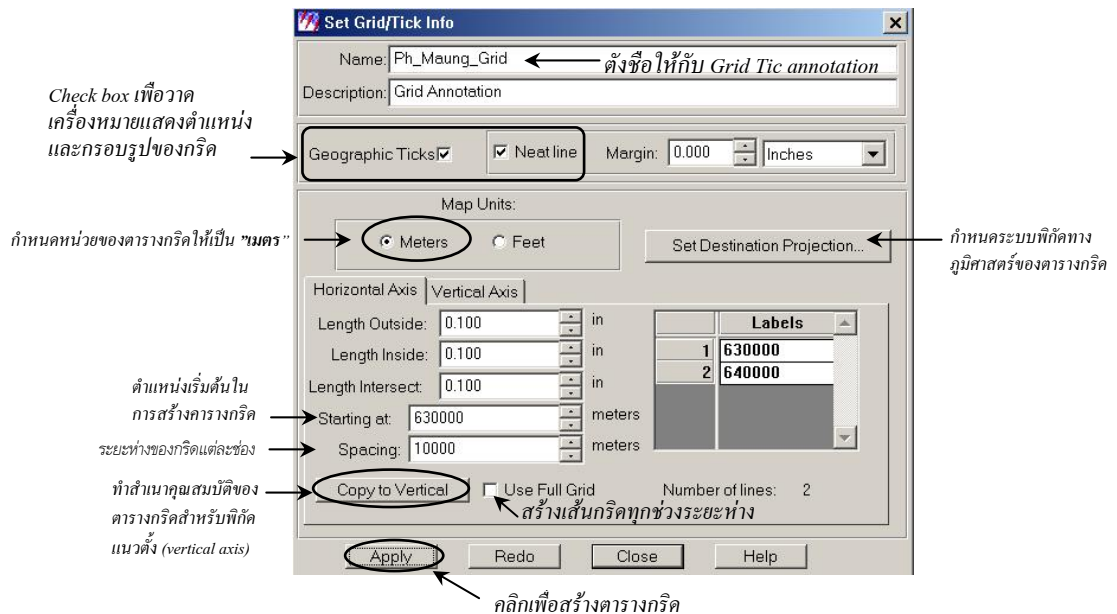 Set Grid/Tick Info
Name: Ph_Maung_Grid
ตั้งชื่อให้กับ Grid Tic annotation
Description: Grid Annotation
Check box เพื่อวาด
เครื่องหมายแสดงตำแหน่ง
และกรอบรูปของกริด
Geographic Ticks
Neat line
Margin: 0.000
Inches
Map Units:
Meters
Feet
กำหนดหน่วยของตารางกริดให้เป็น "เมตร"
Set Destination Projection...
กำหนดระบบพิกัดทาง
ภูมิศาสตร์ของตารางกริด
Horizontal Axis
Vertical Axis
Length Outside: 0.100 in
Length Inside: 0.100 in
Length Intersect: 0.100 in
Labels
1 630000
2 640000
ตำแหน่งเริ่มต้นใน
การสร้างคารางกริด
Starting at: 630000 meters
ระยะห่างของกริดแต่ละช่อง
Spacing: 10000 meters
ทำสำเนาคุณสมบัติของ
ตารางกริดสำหรับพิกัด
แนวตั้ง (vertical axis)
Copy to Vertical
Use Full Grid
Number of lines: 2
สร้างเส้นกริดทุกช่วงระยะห่าง
Apply
Redo
Close
Help
คลิกเพื่อสร้างตารางกริด